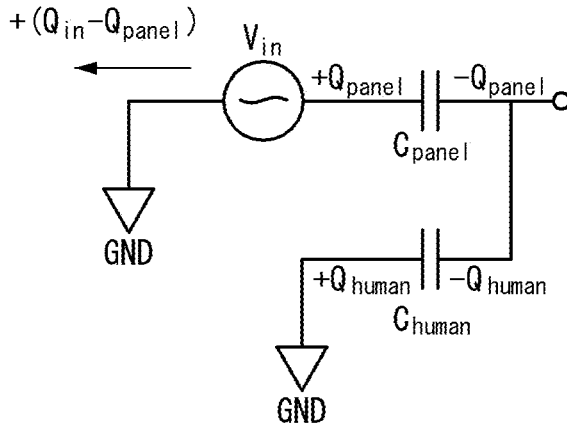 +(Qin−Qpanel)
Vin
+Qpanel
−Qpanel
Cpanel
GND
+Qhuman
−Qhuman
Chuman
GND